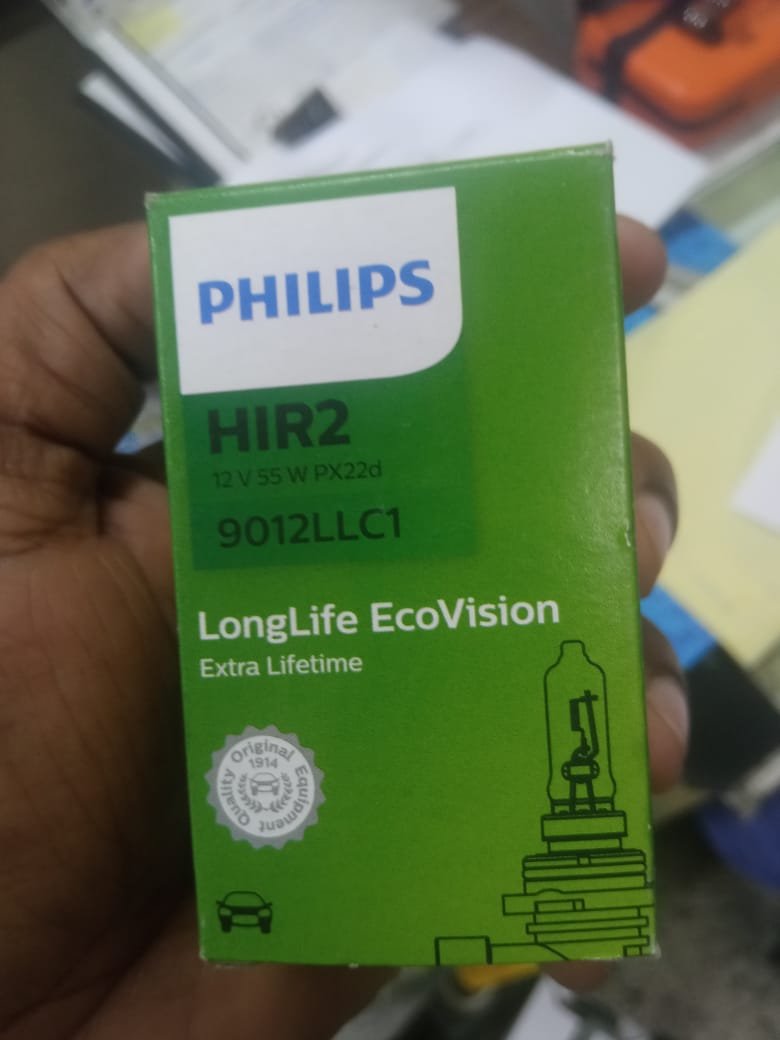 PHILIPS
HIR2
12 V 55 W PX22d
9012LLC1
LongLife EcoVision
Extra Lifetime
Quality Original Equipment
1914